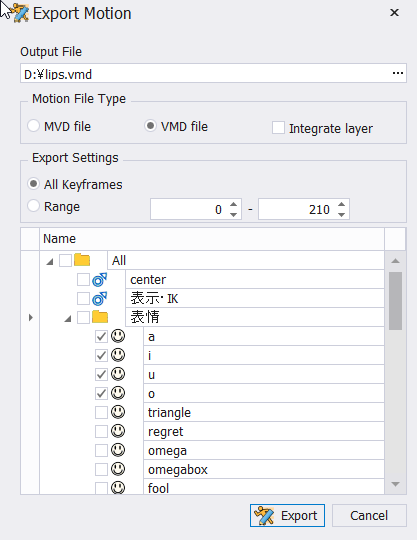 Export Motion
Output File
D:¥lips.vmd
Motion File Type
MVD file
VMD file
Integrate layer
Export Settings
All Keyframes
Range
0 - 210
Name
All
center
表示・IK
表情
a
i
u
o
triangle
regret
omega
omegabox
fool
Export
Cancel